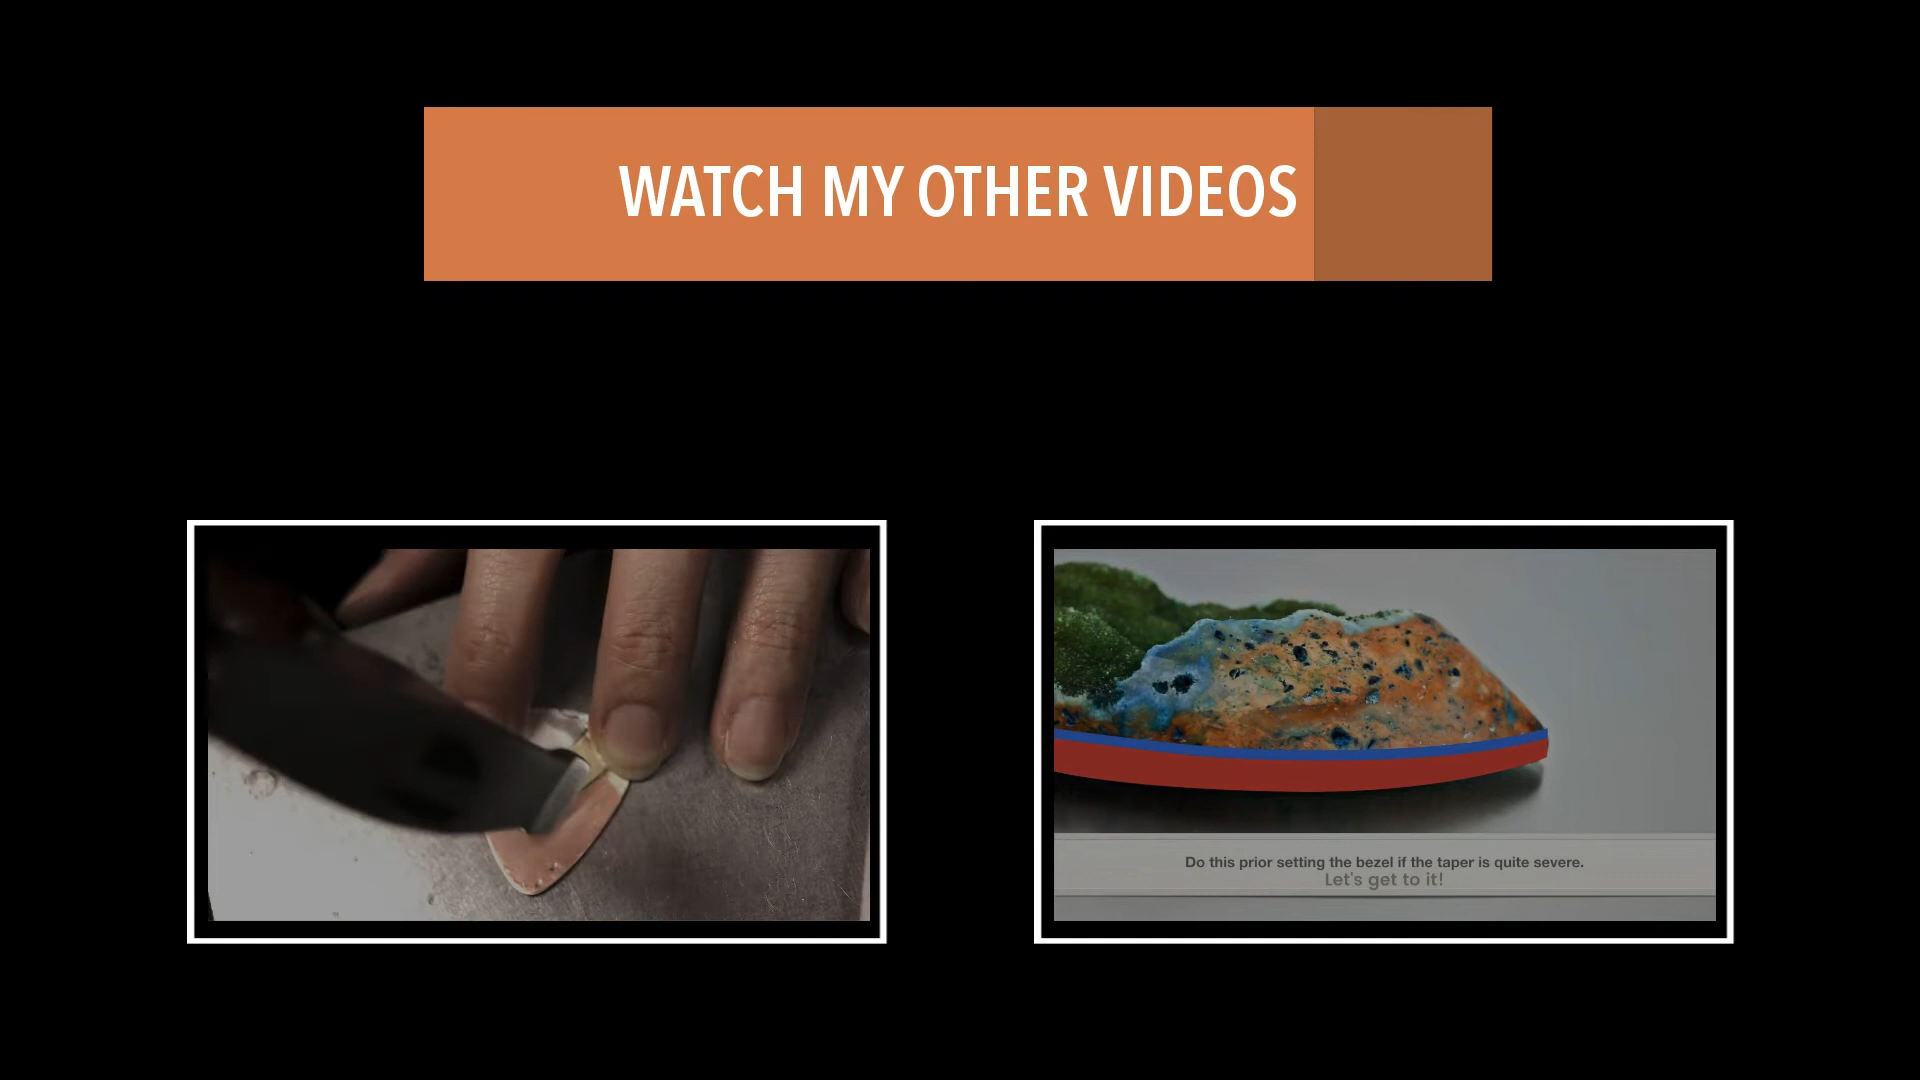 WATCH MY OTHER VIDEOS
Do this prior setting the bezel if the taper is quite severe.
Let's get to it!